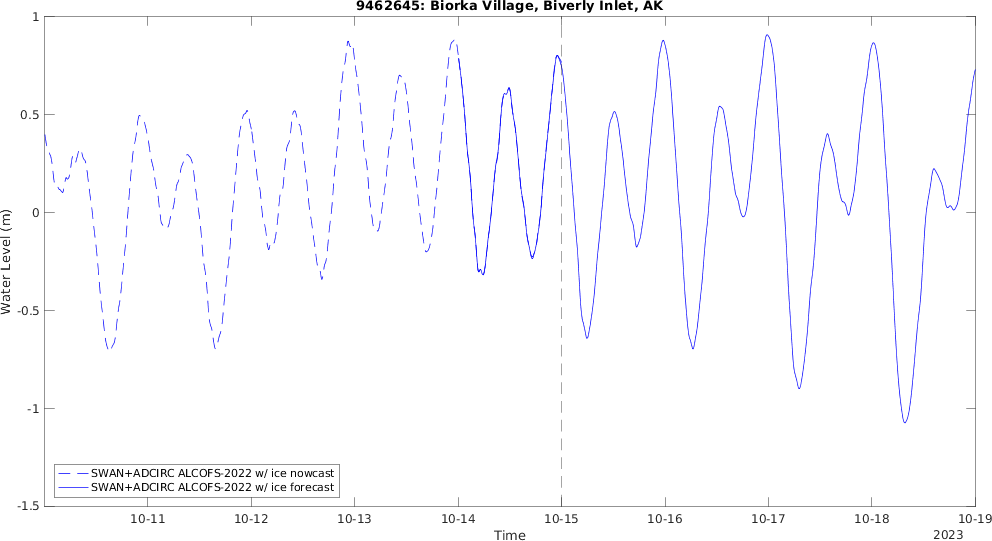 9462645: Biorka Village, Biverly Inlet, AK
1
0.5
0
-0.5
-1
-1.5
Water Level (m)
SWAN+ADCIRC ALCOFS-2022 w/ ice nowcast
SWAN+ADCIRC ALCOFS-2022 w/ ice forecast
10-11 10-12 10-13 10-14 10-15 10-16 10-17 10-18 10-19
Time
2023